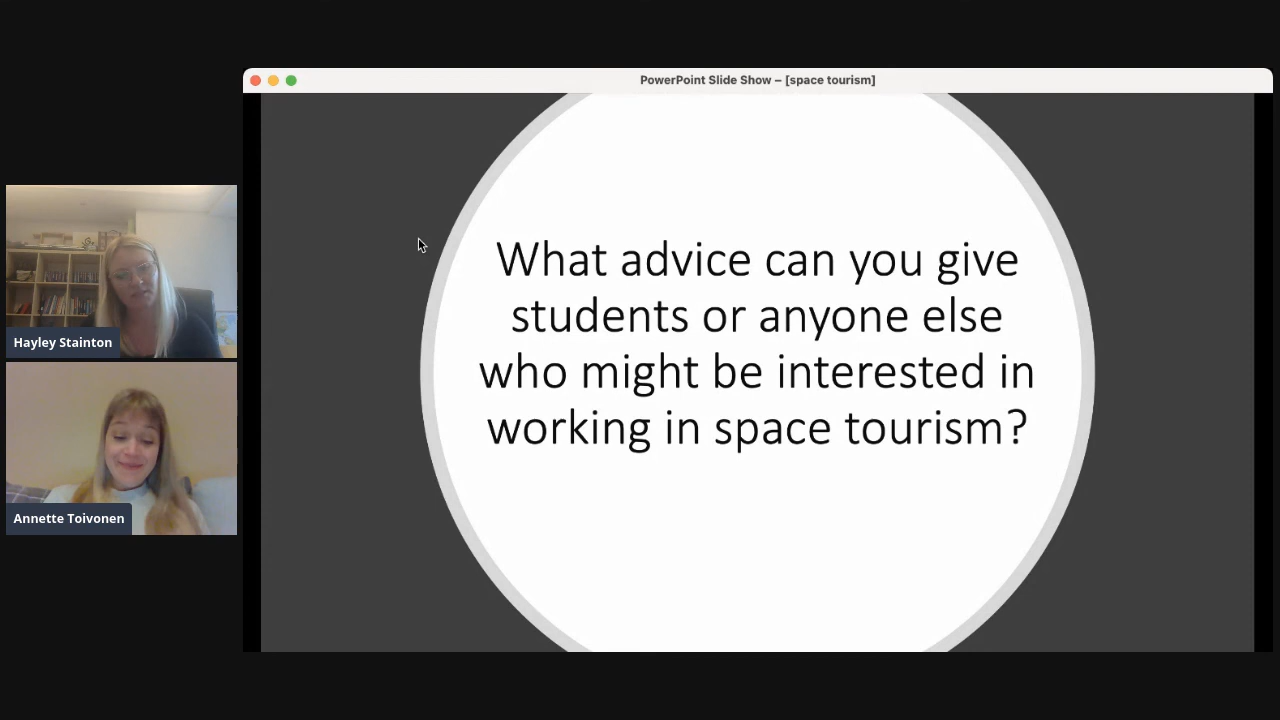 PowerPoint Slide Show – [space tourism]
What advice can you give
students or anyone else
who might be interested in
working in space tourism?
Hayley Stainton
Annette Toivonen